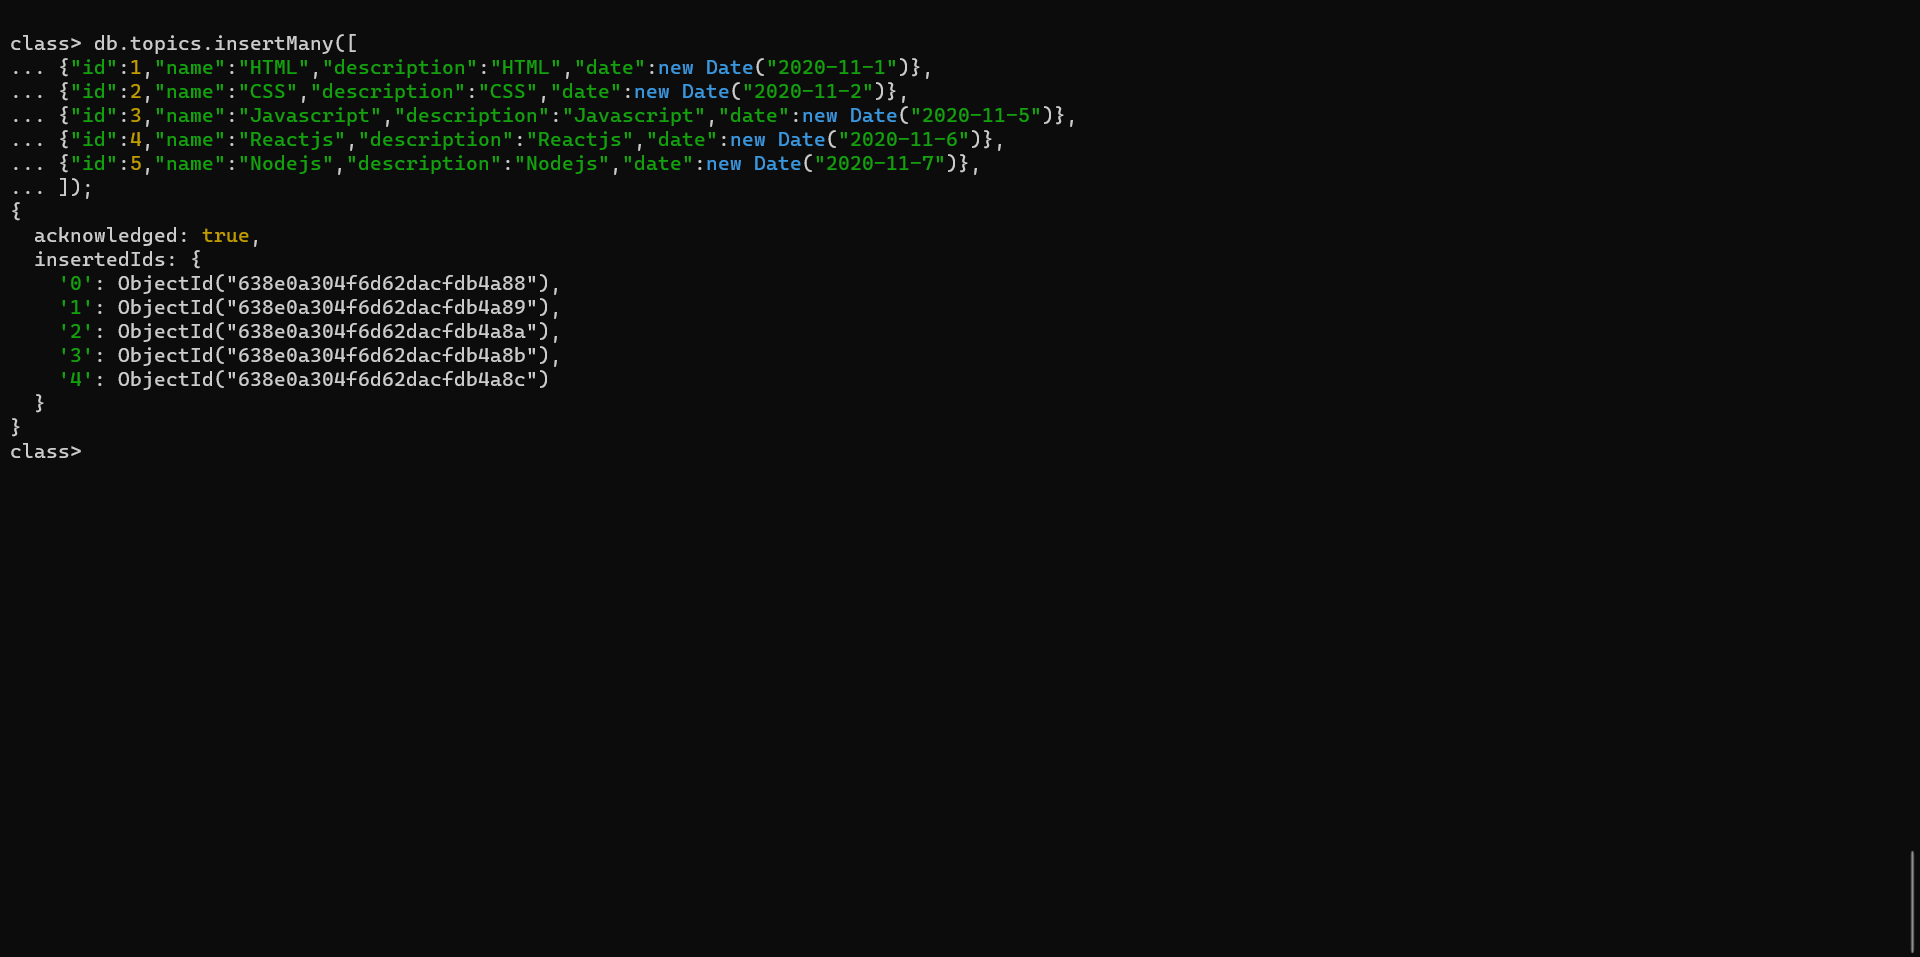 class> db.topics.insertMany([
... {"id":1,"name":"HTML","description":"HTML","date":new Date("2020-11-1")},
... {"id":2,"name":"CSS","description":"CSS","date":new Date("2020-11-2")},
... {"id":3,"name":"Javascript","description":"Javascript","date":new Date("2020-11-5")},
... {"id":4,"name":"Reactjs","description":"Reactjs","date":new Date("2020-11-6")},
... {"id":5,"name":"Nodejs","description":"Nodejs","date":new Date("2020-11-7")},
... ]);
{
  acknowledged: true,
  insertedIds: {
    '0': ObjectId("638e0a304f6d62dacfdb4a88"),
    '1': ObjectId("638e0a304f6d62dacfdb4a89"),
    '2': ObjectId("638e0a304f6d62dacfdb4a8a"),
    '3': ObjectId("638e0a304f6d62dacfdb4a8b"),
    '4': ObjectId("638e0a304f6d62dacfdb4a8c")
  }
}
class>